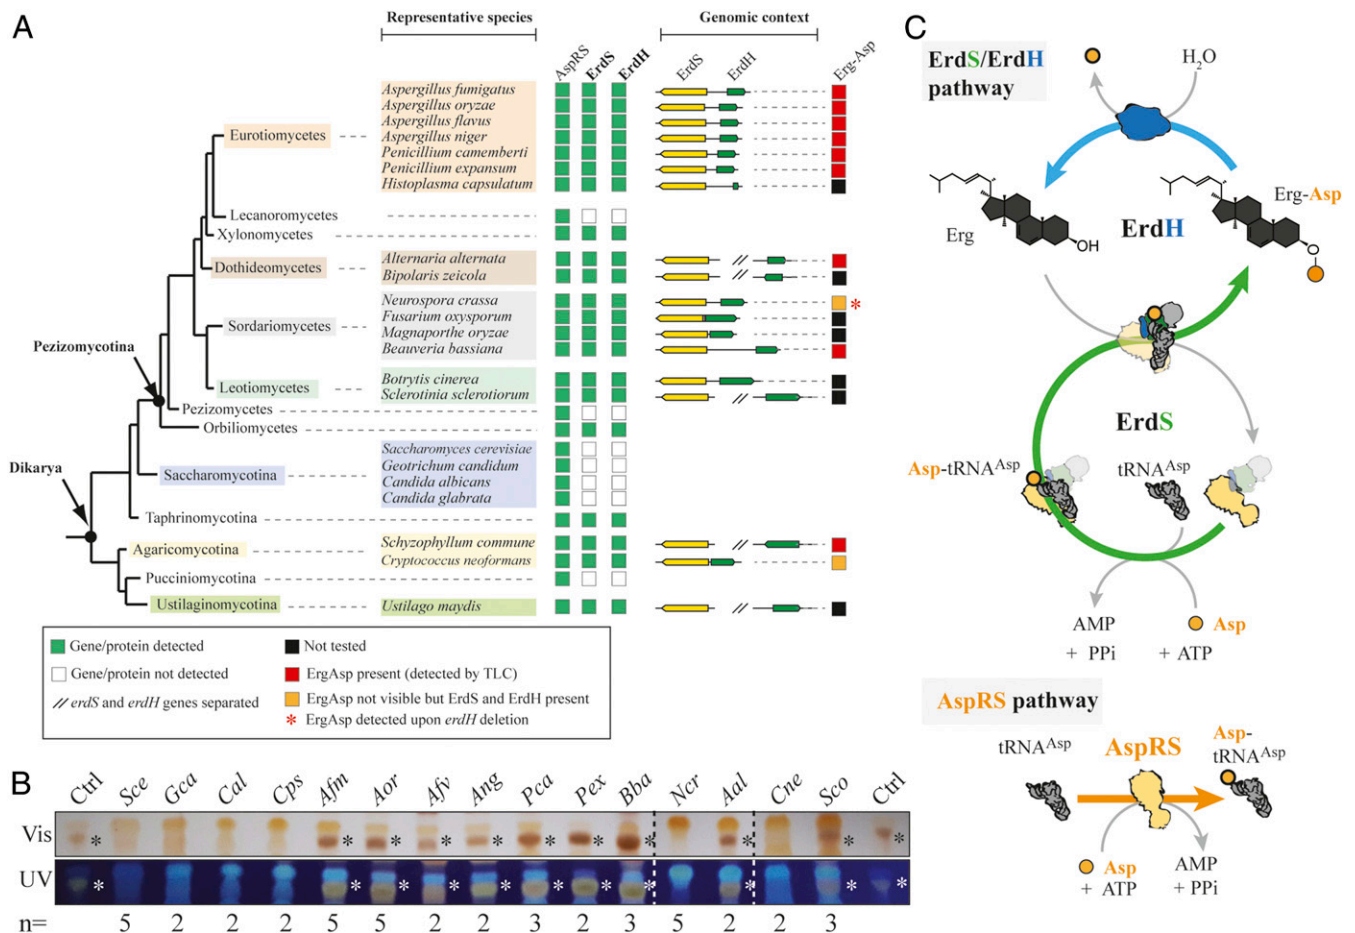 A
Representative species
Genomic context
AspRS
ErdS
ErdH
ErdS
ErdH
Erg-Asp
Eurotiomycetes
Aspergillus fumigatus
Aspergillus oryzae
Aspergillus flavus
Aspergillus niger
Penicillium camemberti
Penicillium expansum
Histoplasma capsulatum
Lecanoromycetes
Xylonomycetes
Dothideomycetes
Alternaria alternata
Bipolaris zeicola
Sordariomycetes
Neurospora crassa
*
Fusarium oxysporum
Magnaporthe oryzae
Beauveria bassiana
Pezizomycotina
Leotiomycetes
Botrytis cinerea
Sclerotinia sclerotiorum
Pezizomycetes
Orbiliomycetes
Dikarya
Saccharomycotina
Saccharomyces cerevisiae
Geotrichum candidum
Candida albicans
Candida glabrata
Taphrinomycotina
Agaricomycotina
Schyzophyllum commune
Cryptococcus neoformans
Pucciniomycotina
Ustilaginomycotina
Ustilago maydis
Gene/protein detected
Gene/protein not detected
// erdS and erdH genes separated
Not tested
ErgAsp present (detected by TLC)
ErgAsp not visible but ErdS and ErdH present
* ErgAsp detected upon erdH deletion
B
Ctrl Sce Gca Cal Cps Afm Aor Afv Ang Pca Pex Bba Ncr Aal Cne Sco Ctrl
Vis * * * * * * * * * * *
UV * * * * * * * * * * *
n= 5 2 2 2 5 5 2 2 3 2 3 5 2 2 3
C
ErdS/ErdH
pathway
H2O
Erg
OH
ErdH
Erg-Asp
O
O
ErdS
Asp-tRNAAsp
tRNAAsp
AMP
+ PPi
Asp
+ ATP
AspRS pathway
tRNAAsp
AspRS
Asp-
tRNAAsp
Asp
+ ATP
AMP
+ PPi